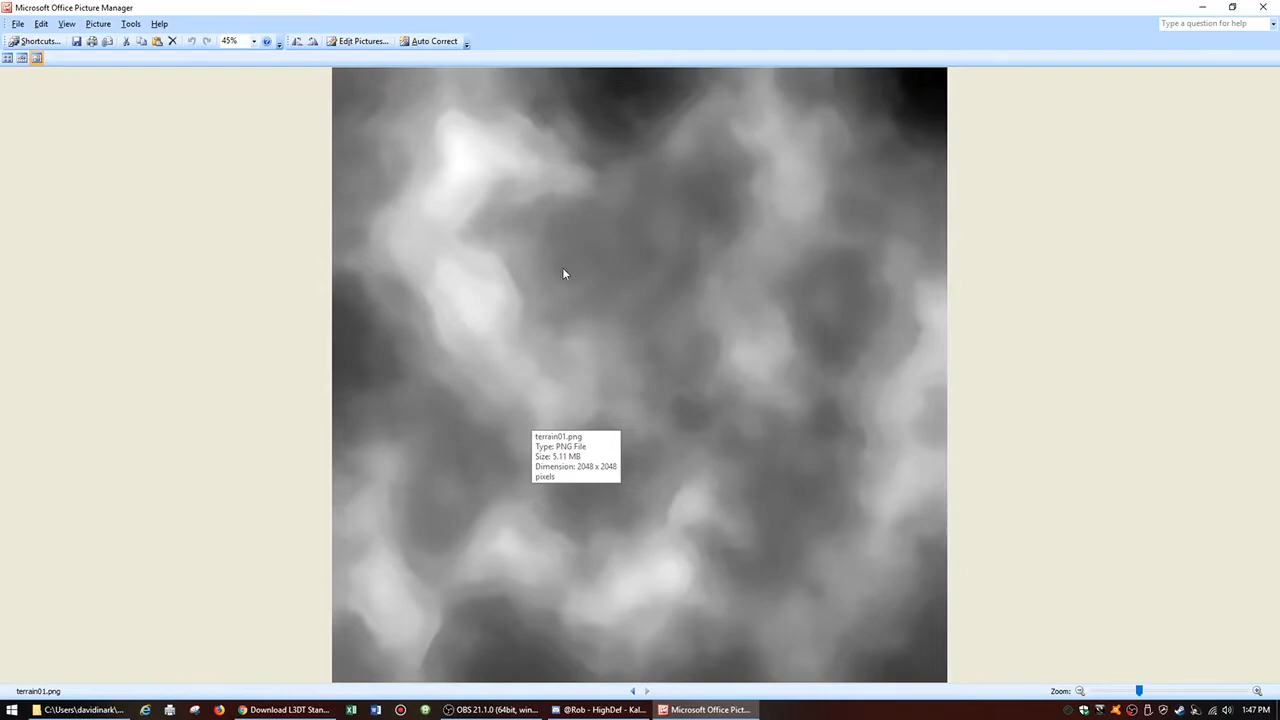 Microsoft Office Picture Manager
File Edit View Picture Tools Help
Type a question for help
Shortcuts... 45% Edit Pictures... Auto Correct
terrain01.png
Type: PNG File
Size: 5.11 MB
Dimension: 2048 x 2048
pixels
terrain01.png
Zoom:
C:\Users\davidinark\... Download L3DT Stan... OBS 21.1.0 (64bit, win... @Rob - HighDef - Kal... Microsoft Office Pict... 1:47 PM